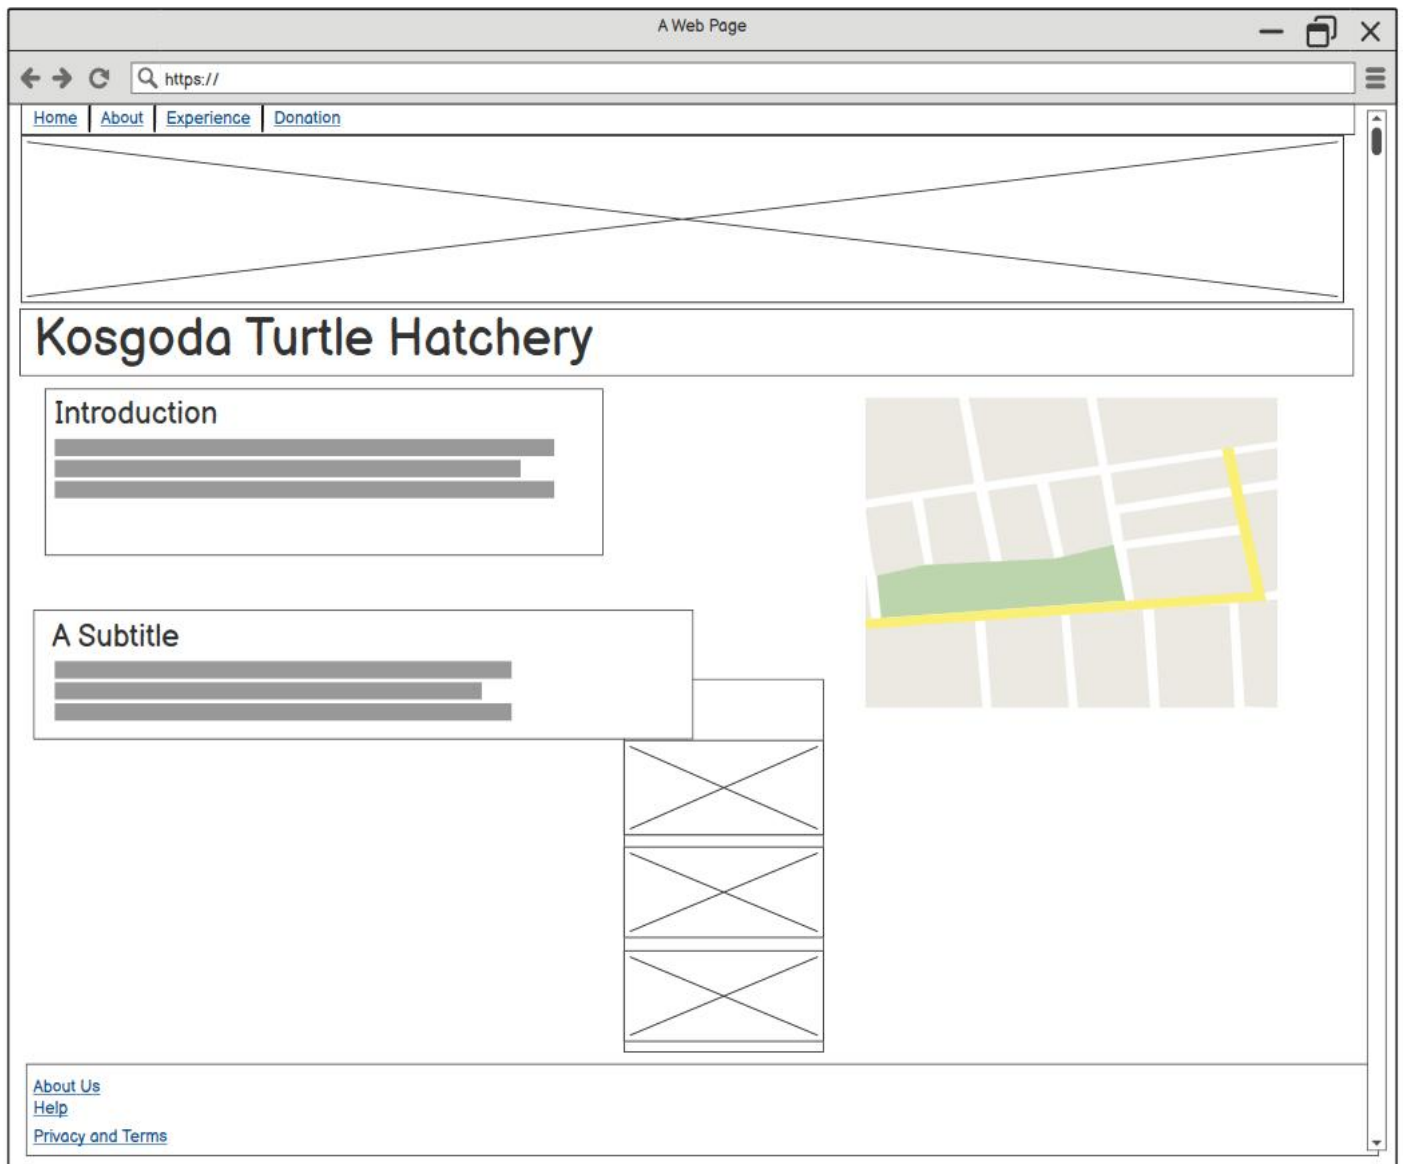 A Web Page
https://
Home About Experience Donation
Kosgoda Turtle Hatchery
Introduction
A Subtitle
About Us
Help
Privacy and Terms